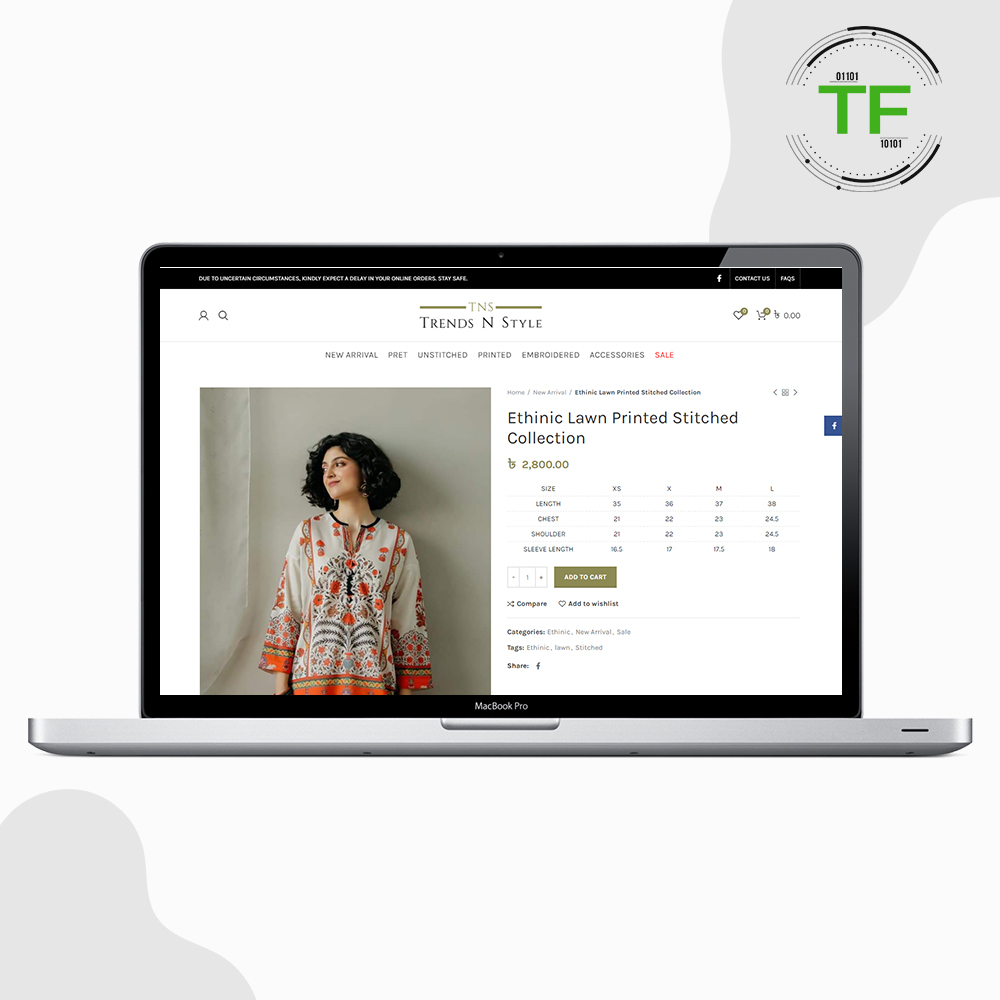 01101
TF
10101
DUE TO UNCERTAIN CIRCUMSTANCES, KINDLY EXPECT A DELAY IN YOUR ONLINE ORDERS. STAY SAFE.
CONTACT US
FAQS
TNS
TRENDS N STYLE
0
0
৳ 0.00
NEW ARRIVAL PRET UNSTITCHED PRINTED EMBROIDERED ACCESSORIES SALE
Home / New Arrival / Ethinic Lawn Printed Stitched Collection
Ethinic Lawn Printed Stitched
Collection
৳ 2,800.00
SIZE XS X M L
LENGTH 35 36 37 38
CHEST 21 22 23 24.5
SHOULDER 21 22 23 24.5
SLEEVE LENGTH 16.5 17 17.5 18
- 1 + ADD TO CART
Compare Add to wishlist
Categories: Ethinic, New Arrival, Sale
Tags: Ethinic, lawn, Stitched
Share:
MacBook Pro